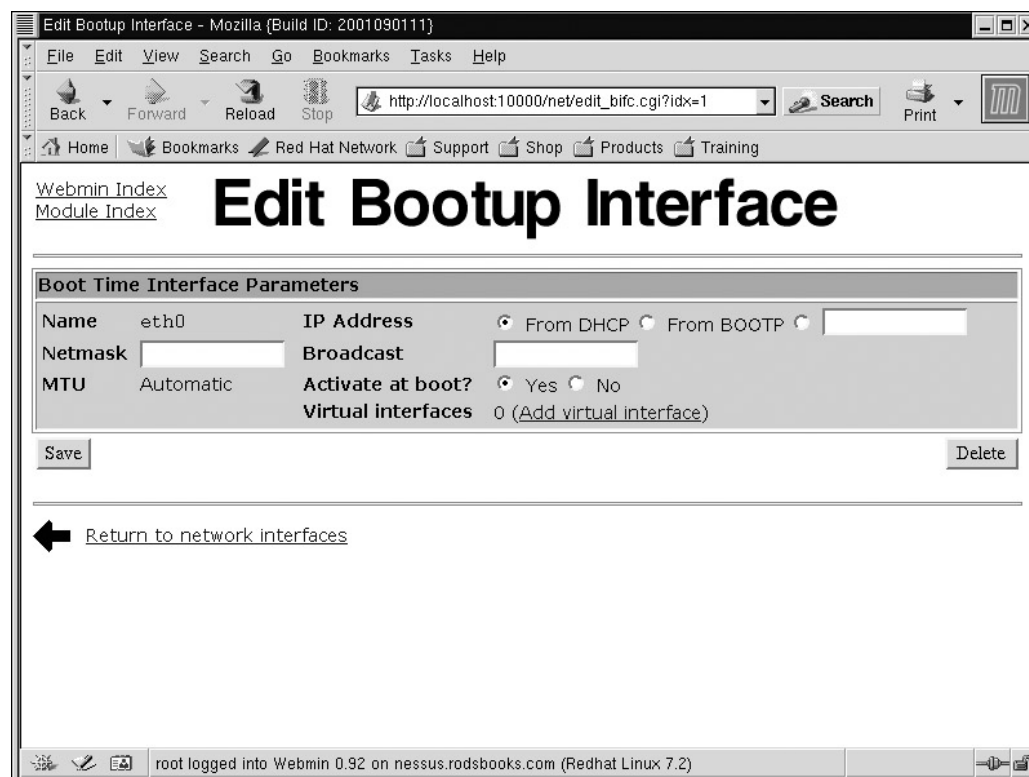 Edit Bootup Interface - Mozilla {Build ID: 2001090111}
File Edit View Search Go Bookmarks Tasks Help
Back Forward Reload Stop http://localhost:10000/net/edit_bifc.cgi?idx=1 Search Print
Home Bookmarks Red Hat Network Support Shop Products Training
Webmin Index
Module Index
Edit Bootup Interface
Boot Time Interface Parameters
Name eth0 IP Address From DHCP From BOOTP
Netmask Broadcast
MTU Automatic Activate at boot? Yes No
Virtual interfaces 0 (Add virtual interface)
Save Delete
Return to network interfaces
root logged into Webmin 0.92 on nessus.rodsbooks.com (Redhat Linux 7.2)